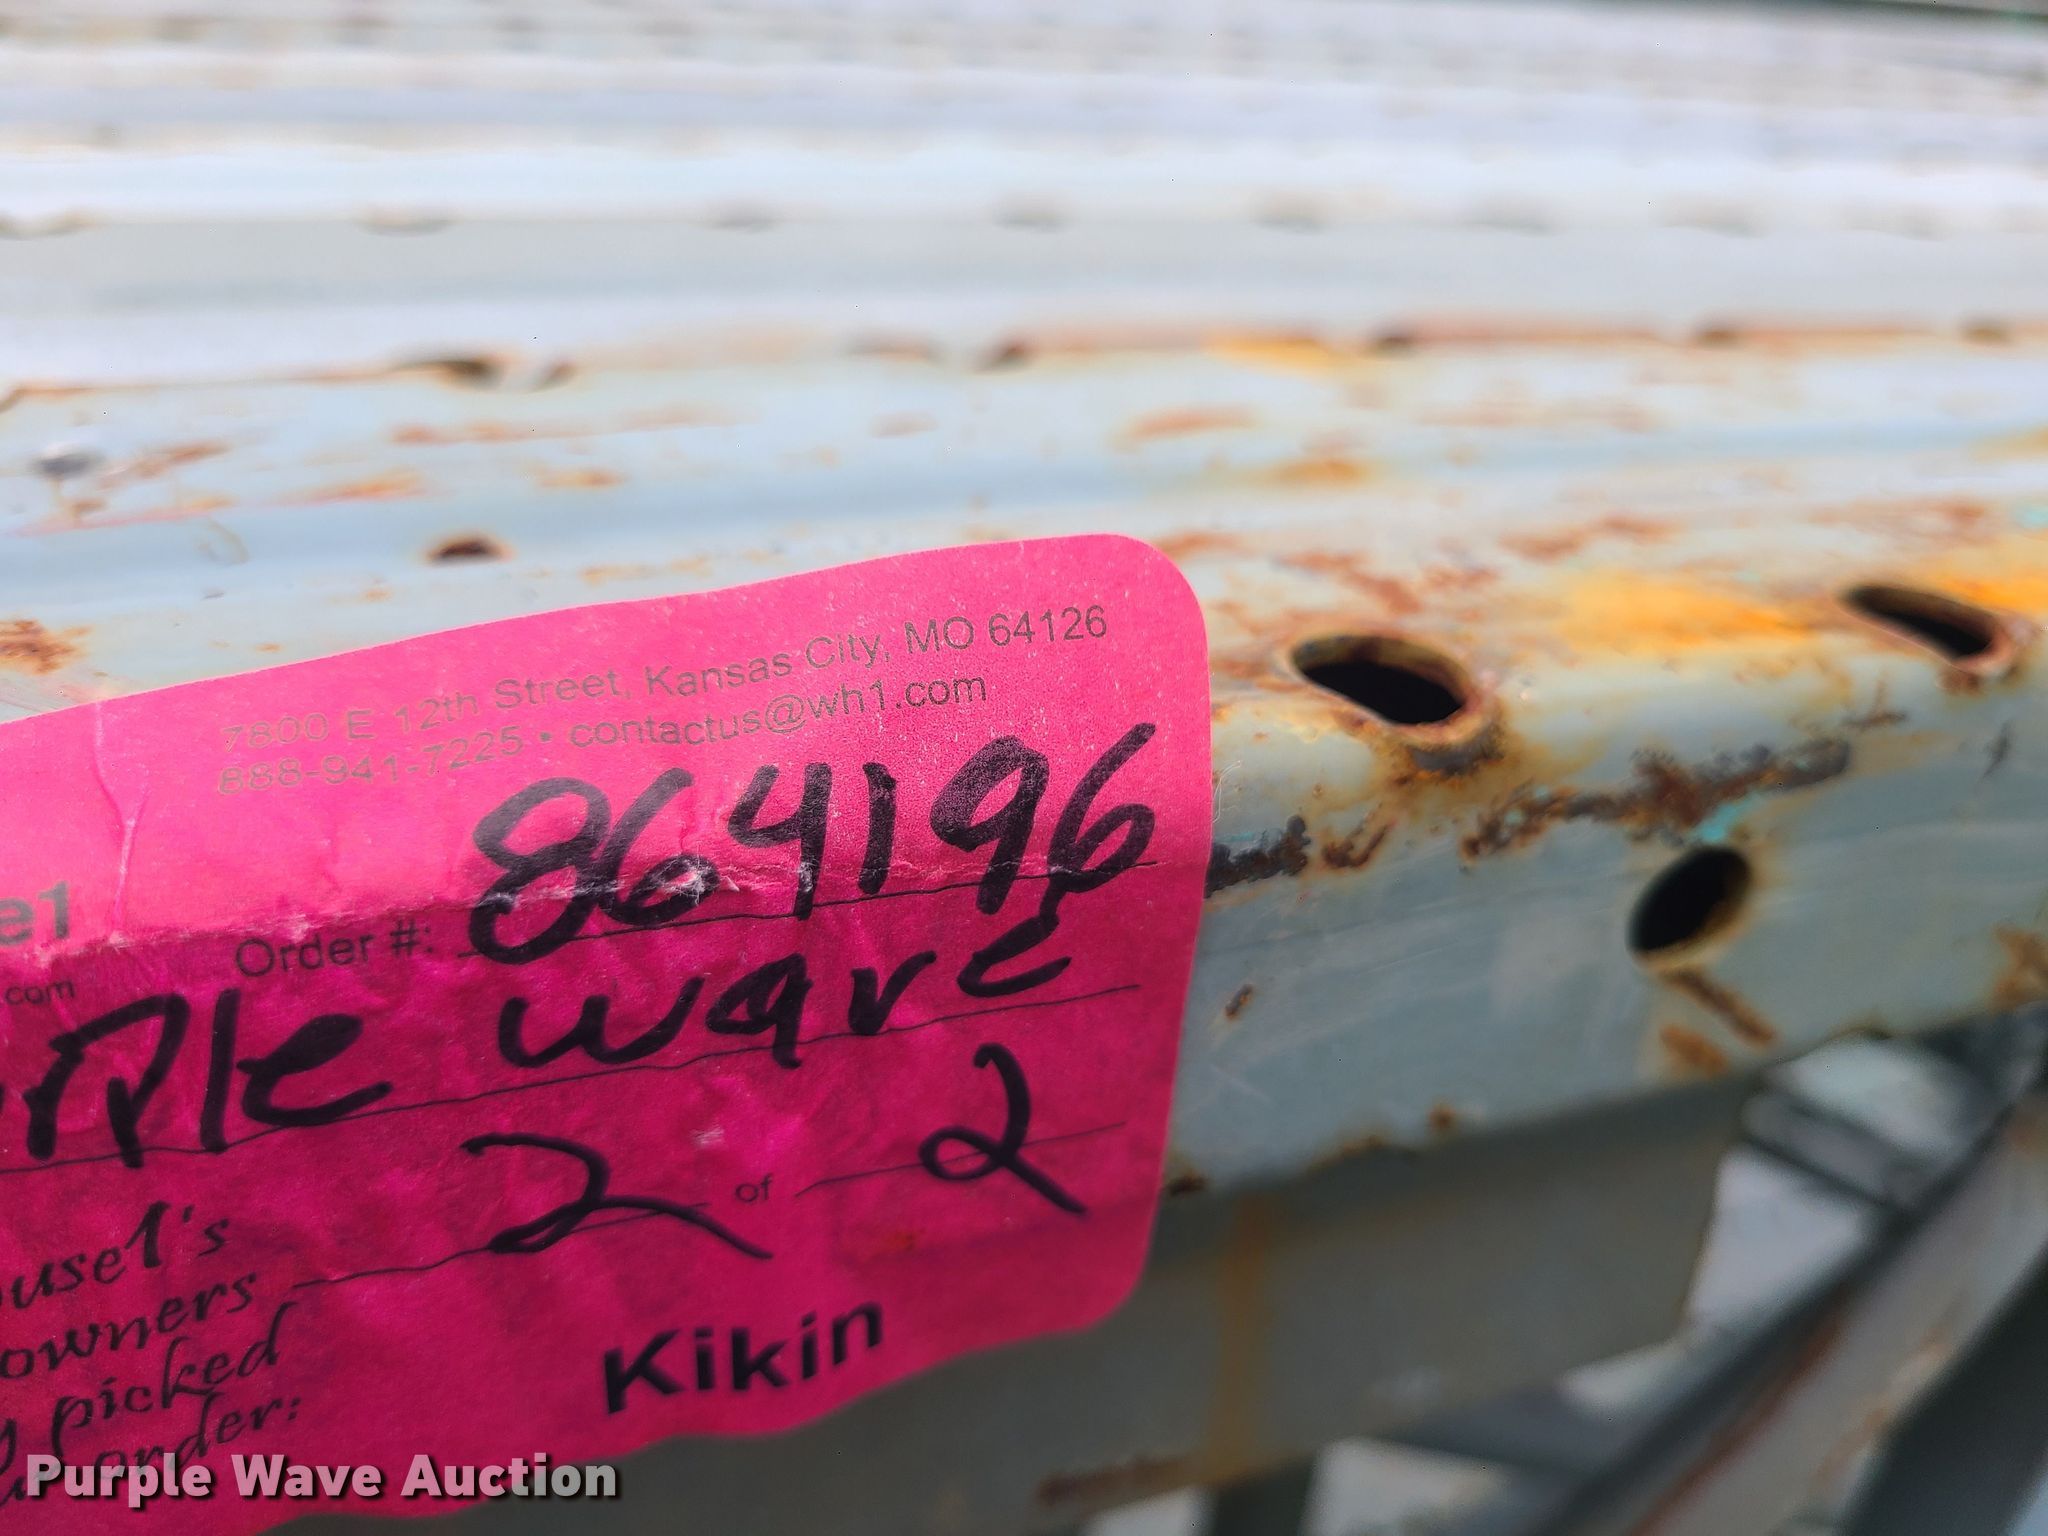 7800 E 12th Street, Kansas City, MO 64126
888-941-7225 • contactus@wh1.com
e1
.com
Order #: 864196
rple wave
2 of 2
ousel's
owners
y picked
order:
Kikin
Purple Wave Auction